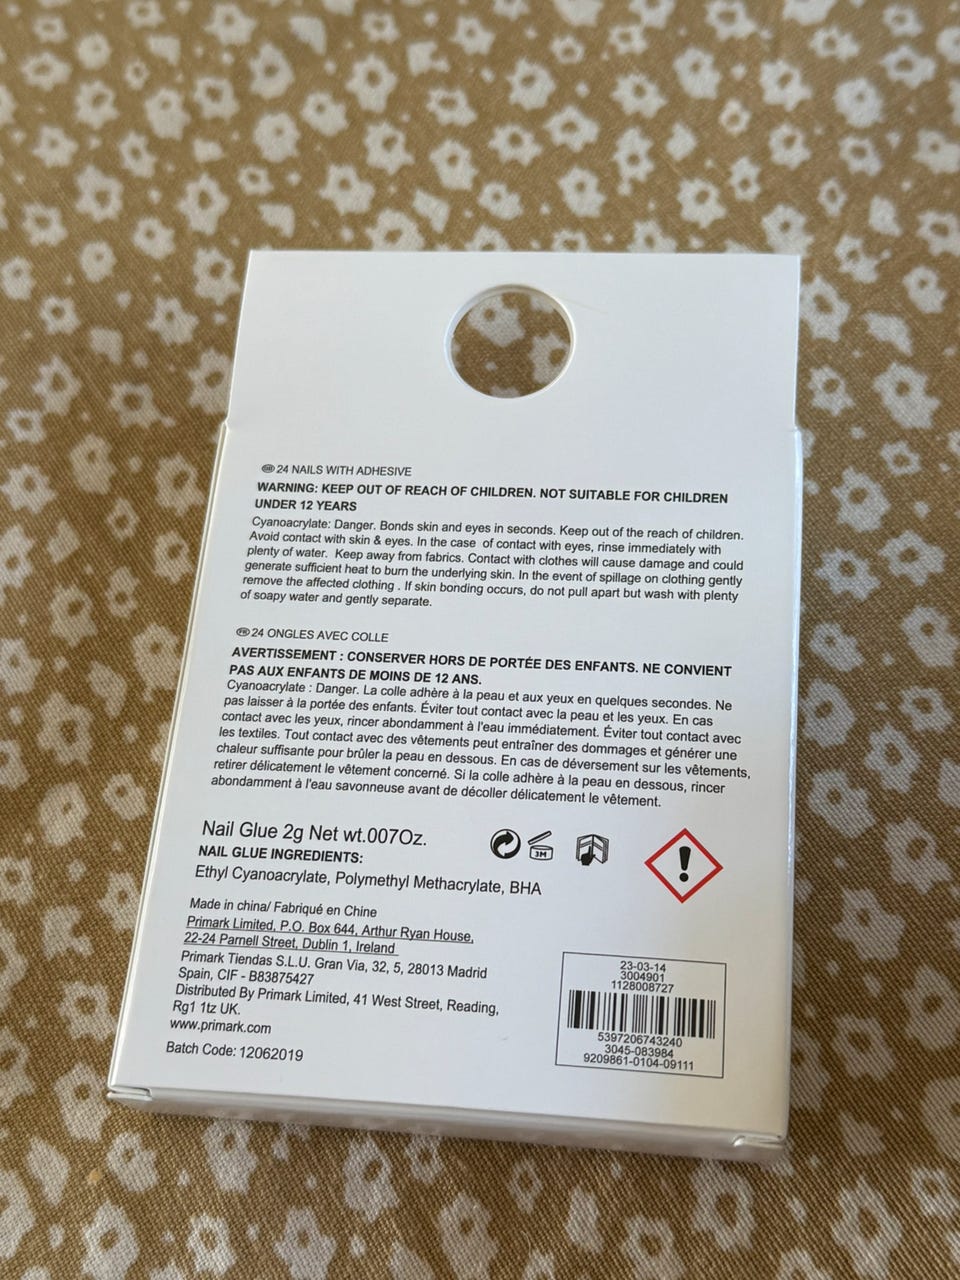 GB 24 NAILS WITH ADHESIVE
WARNING: KEEP OUT OF REACH OF CHILDREN. NOT SUITABLE FOR CHILDREN
UNDER 12 YEARS
Cyanoacrylate: Danger. Bonds skin and eyes in seconds. Keep out of the reach of children.
Avoid contact with skin & eyes. In the case of contact with eyes, rinse immediately with
plenty of water. Keep away from fabrics. Contact with clothes will cause damage and could
generate sufficient heat to burn the underlying skin. In the event of spillage on clothing gently
remove the affected clothing . If skin bonding occurs, do not pull apart but wash with plenty
of soapy water and gently separate.
FR 24 ONGLES AVEC COLLE
AVERTISSEMENT : CONSERVER HORS DE PORTÉE DES ENFANTS. NE CONVIENT
PAS AUX ENFANTS DE MOINS DE 12 ANS.
Cyanoacrylate : Danger. La colle adhère à la peau et aux yeux en quelques secondes. Ne
pas laisser à la portée des enfants. Éviter tout contact avec la peau et les yeux. En cas
contact avec les yeux, rincer abondamment à l'eau immédiatement. Éviter tout contact avec
les textiles. Tout contact avec des vêtements peut entraîner des dommages et générer une
chaleur suffisante pour brûler la peau en dessous. En cas de déversement sur les vêtements,
retirer délicatement le vêtement concerné. Si la colle adhère à la peau en dessous, rincer
abondamment à l'eau savonneuse avant de décoller délicatement le vêtement.
Nail Glue 2g Net wt.007Oz.
NAIL GLUE INGREDIENTS:
Ethyl Cyanoacrylate, Polymethyl Methacrylate, BHA
3M
Made in china/ Fabriqué en Chine
Primark Limited, P.O. Box 644, Arthur Ryan House,
22-24 Parnell Street, Dublin 1, Ireland
Primark Tiendas S.L.U. Gran Via, 32, 5, 28013 Madrid
Spain, CIF - B83875427
Distributed By Primark Limited, 41 West Street, Reading,
Rg1 1tz UK.
www.primark.com
Batch Code: 12062019
23-03-14
3004901
1128008727
5397206743240
3045-083984
9209861-0104-09111